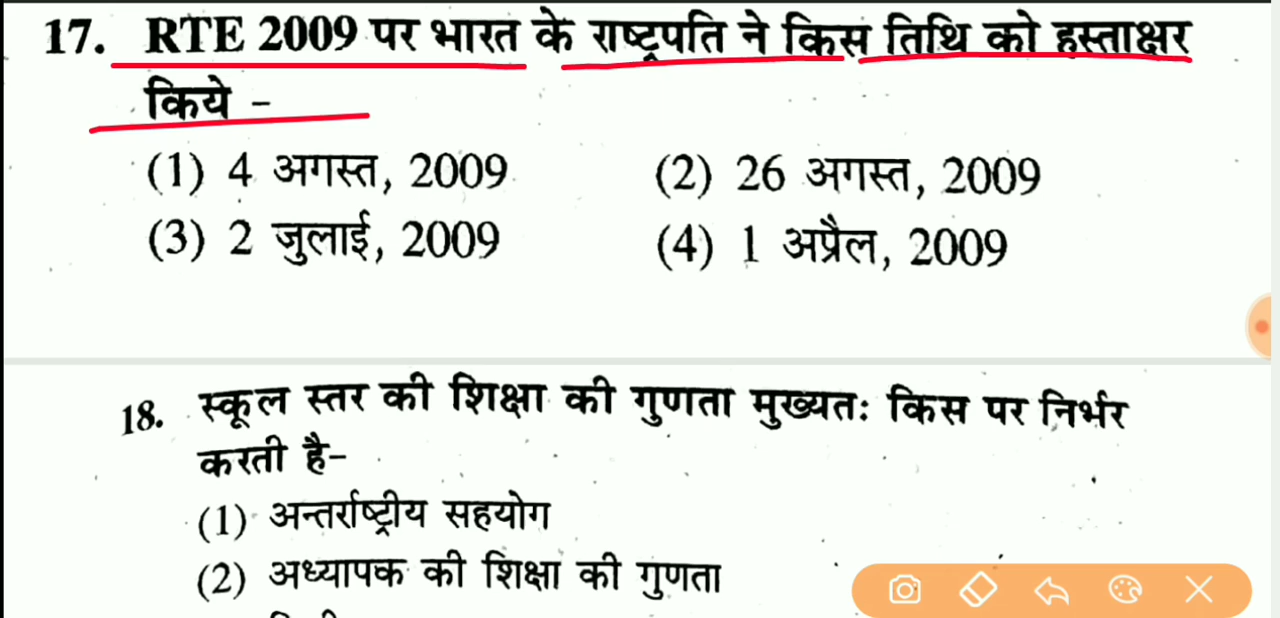 17. RTE 2009 पर भारत के राष्ट्रपति ने किस तिथि को हस्ताक्षर
किये -
(1) 4 अगस्त, 2009 (2) 26 अगस्त, 2009
(3) 2 जुलाई, 2009 (4) 1 अप्रैल, 2009
18. स्कूल स्तर की शिक्षा की गुणता मुख्यतः किस पर निर्भर
करती है-
(1) अन्तर्राष्ट्रीय सहयोग
(2) अध्यापक की शिक्षा की गुणता